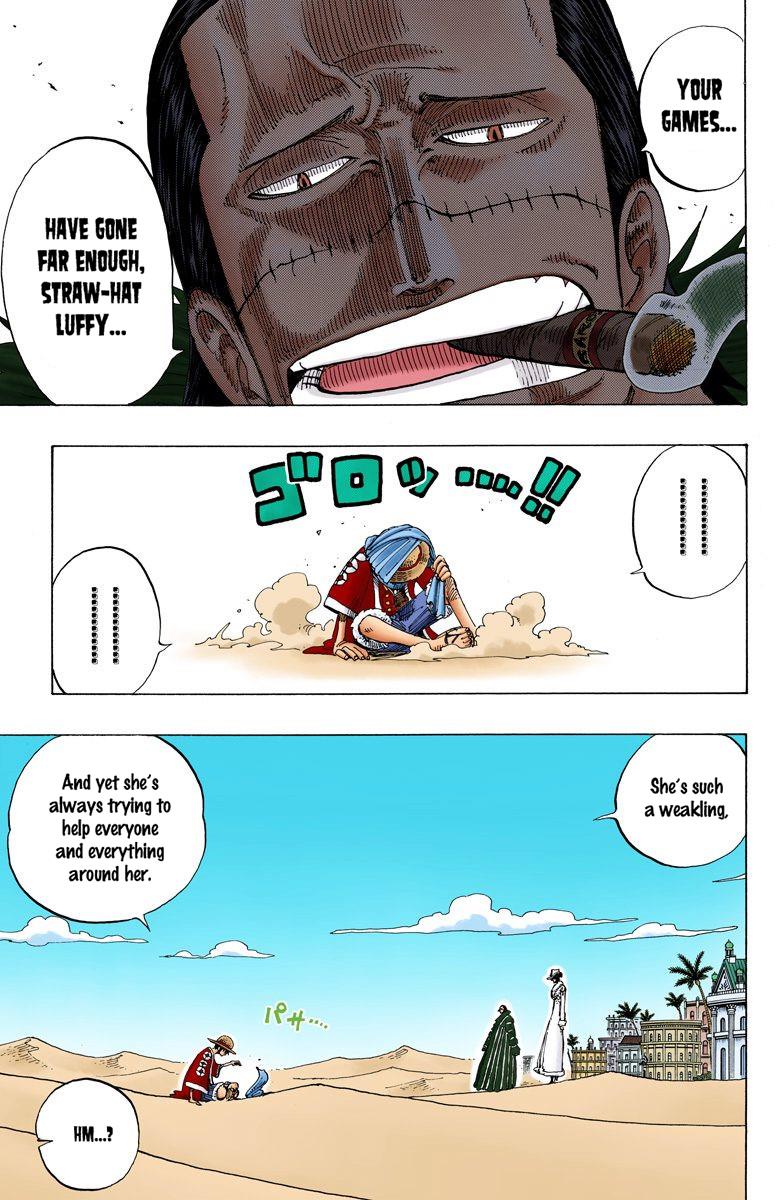 YOUR
GAMES...
HAVE GONE
FAR ENOUGH,
STRAW-HAT
LUFFY...
ゴロッ‥‥!!
She's such
a weakling,
And yet she's
always trying to
help everyone
and everything
around her.
パサ‥‥
HM...?